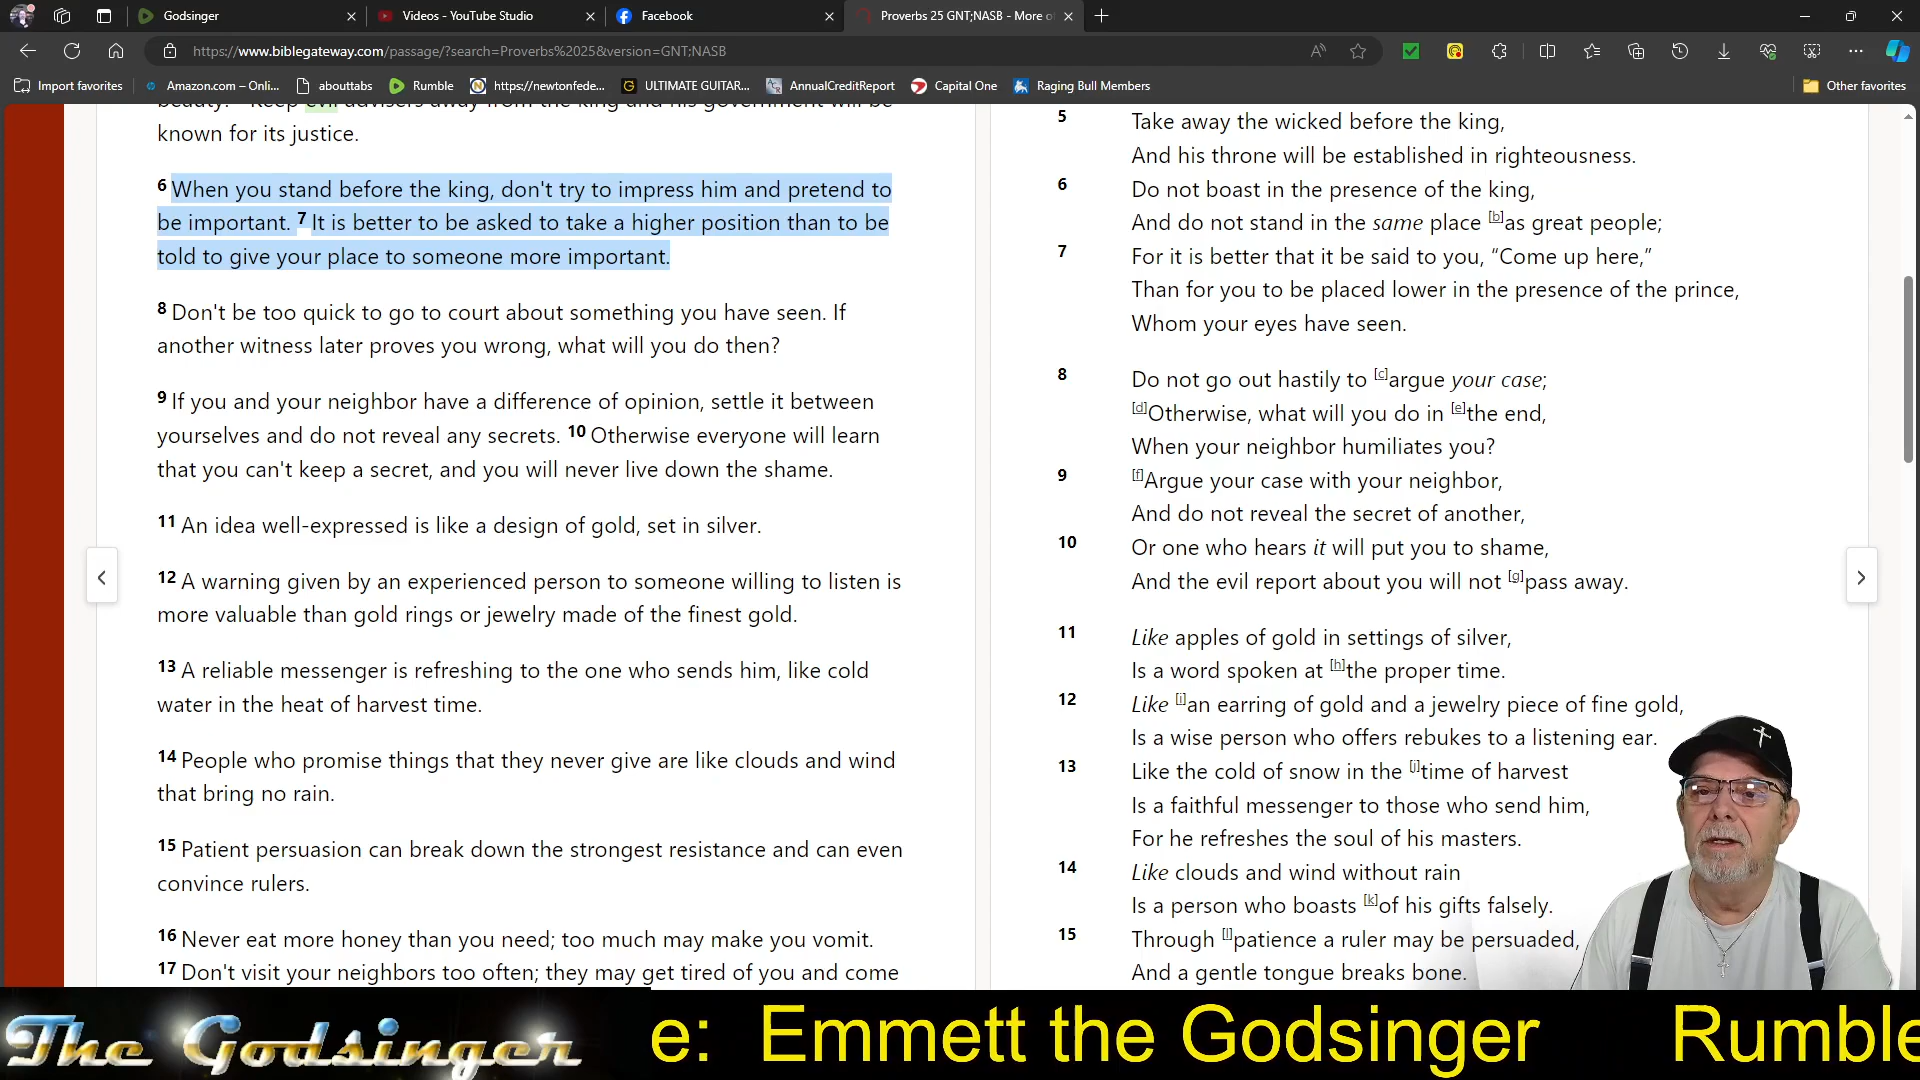 Godsinger
Videos - YouTube Studio
Facebook
Proverbs 25 GNT;NASB - More o
https://www.biblegateway.com/passage/?search=Proverbs%2025&version=GNT;NASB
Import favorites
Amazon.com – Onli...
abouttabs
Rumble
https://newtonfede...
ULTIMATE GUITAR...
AnnualCreditReport
Capital One
Raging Bull Members
Other favorites
beauty. Keep evil advisers away from the king and his government will be
known for its justice.
6 When you stand before the king, don't try to impress him and pretend to
be important. 7 It is better to be asked to take a higher position than to be
told to give your place to someone more important.
8 Don't be too quick to go to court about something you have seen. If
another witness later proves you wrong, what will you do then?
9 If you and your neighbor have a difference of opinion, settle it between
yourselves and do not reveal any secrets. 10 Otherwise everyone will learn
that you can't keep a secret, and you will never live down the shame.
11 An idea well-expressed is like a design of gold, set in silver.
12 A warning given by an experienced person to someone willing to listen is
more valuable than gold rings or jewelry made of the finest gold.
13 A reliable messenger is refreshing to the one who sends him, like cold
water in the heat of harvest time.
14 People who promise things that they never give are like clouds and wind
that bring no rain.
15 Patient persuasion can break down the strongest resistance and can even
convince rulers.
16 Never eat more honey than you need; too much may make you vomit.
17 Don't visit your neighbors too often; they may get tired of you and come
5 Take away the wicked before the king,
And his throne will be established in righteousness.
6 Do not boast in the presence of the king,
And do not stand in the same place [b]as great people;
7 For it is better that it be said to you, “Come up here,”
Than for you to be placed lower in the presence of the prince,
Whom your eyes have seen.
8 Do not go out hastily to [c]argue your case;
[d]Otherwise, what will you do in [e]the end,
When your neighbor humiliates you?
9 [f]Argue your case with your neighbor,
And do not reveal the secret of another,
10 Or one who hears it will put you to shame,
And the evil report about you will not [g]pass away.
11 Like apples of gold in settings of silver,
Is a word spoken at [h]the proper time.
12 Like [i]an earring of gold and a jewelry piece of fine gold,
Is a wise person who offers rebukes to a listening ear.
13 Like the cold of snow in the [j]time of harvest
Is a faithful messenger to those who send him,
For he refreshes the soul of his masters.
14 Like clouds and wind without rain
Is a person who boasts [k]of his gifts falsely.
15 Through [l]patience a ruler may be persuaded,
And a gentle tongue breaks bone.
The Godsinger
e: Emmett the Godsinger Rumble